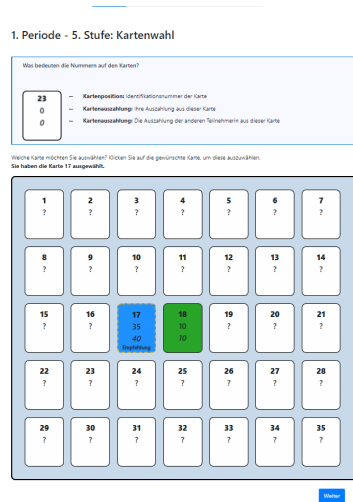 1. Periode - 5. Stufe: Kartenwahl
Was bedeuten die Nummern auf den Karten?
23 – Kartenposition: Identifikationsnummer der Karte
0 – Kartenauszahlung: Ihre Auszahlung aus dieser Karte
0 – Kartenauszahlung: Die Auszahlung der anderen Teilnehmerin aus dieser Karte
Welche Karte möchten Sie auswählen? Klicken Sie auf die gewünschte Karte, um diese auszuwählen.
Sie haben die Karte 17 ausgewählt.
1 2 3 4 5 6 7
? ? ? ? ? ? ?
8 9 10 11 12 13 14
? ? ? ? ? ? ?
15 16 17 18 19 20 21
? ? 35 10 ? ? ?
40 10
Empfehlung
22 23 24 25 26 27 28
? ? ? ? ? ? ?
29 30 31 32 33 34 35
? ? ? ? ? ? ?
Weiter